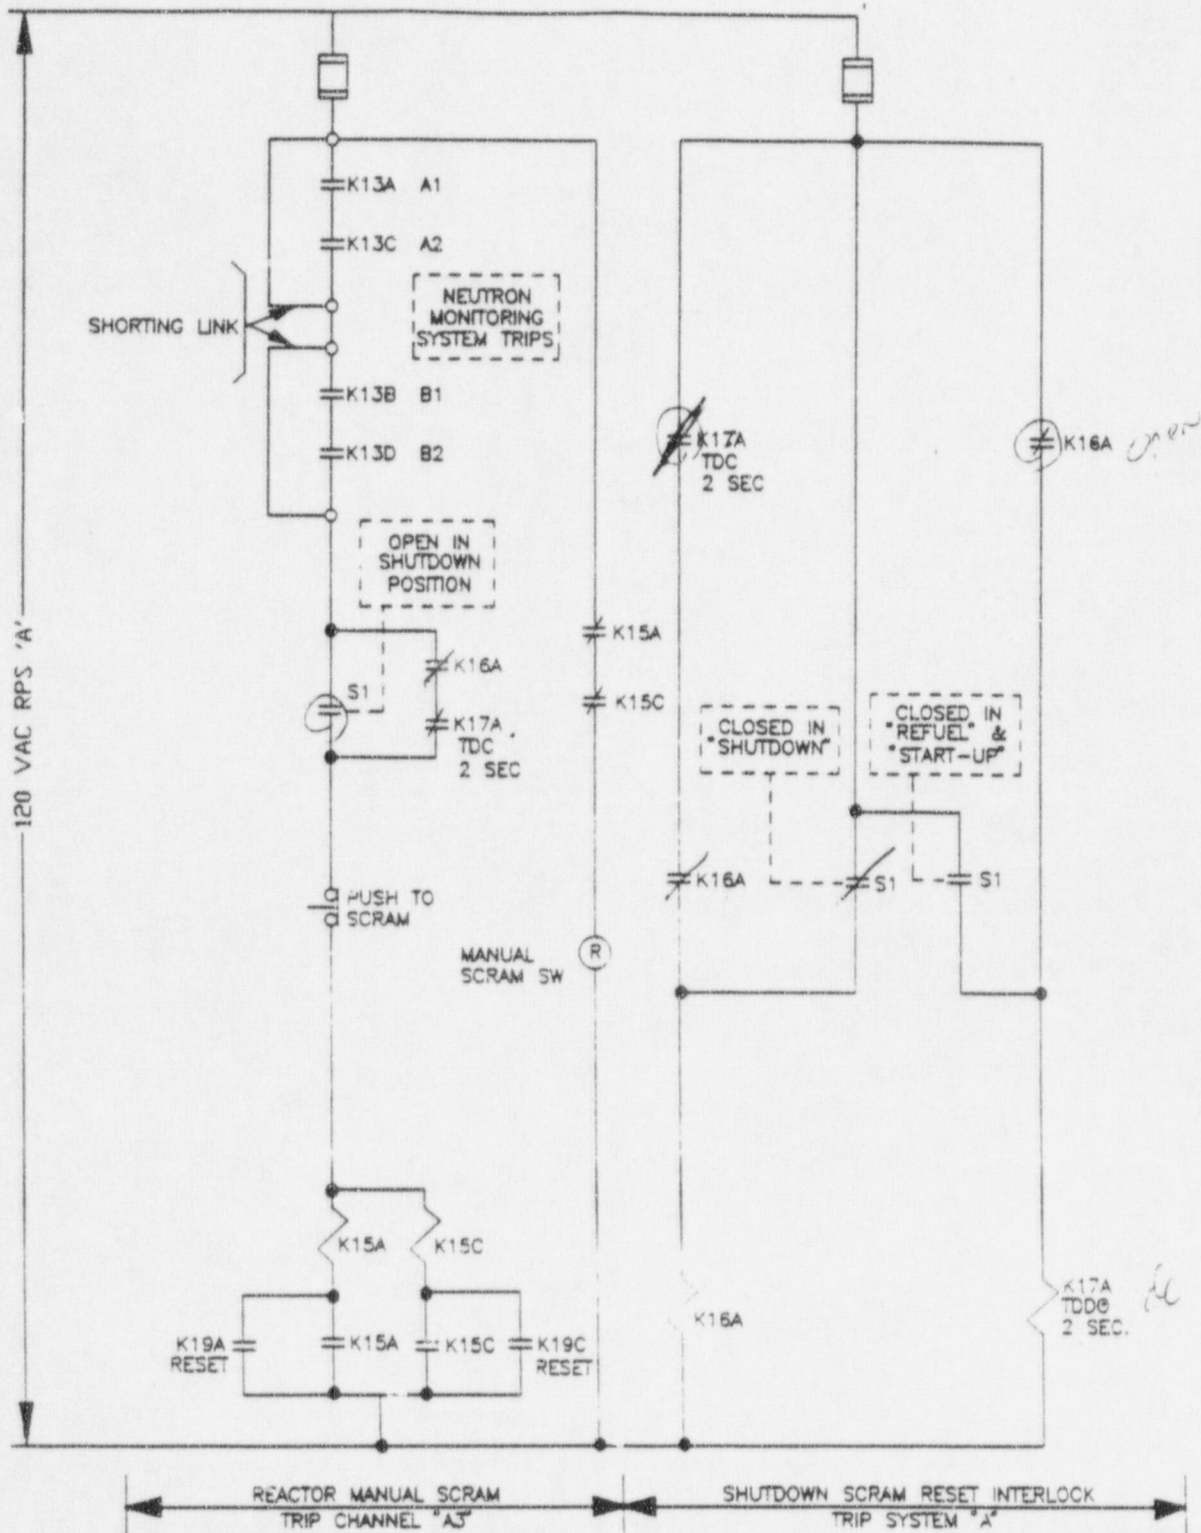 120 VAC RPS 'A'
K13A A1
K13C A2
SHORTING LINK
NEUTRON
MONITORING
SYSTEM TRIPS
K13B B1
K13D B2
OPEN IN
SHUTDOWN
POSITION
S1
K16A
K17A
TDC
2 SEC
PUSH TO
SCRAM
K15A
K15C
MANUAL
SCRAM SW
R
K15A
K15C
K19A
RESET
K15A
K15C
K19C
RESET
K17A
TDC
2 SEC
K16A
open
CLOSED IN
"SHUTDOWN"
CLOSED IN
"REFUEL" &
"START-UP"
K16A
S1
S1
K16A
K17A
TDDO
2 SEC.
REACTOR MANUAL SCRAM
TRIP CHANNEL "A3"
SHUTDOWN SCRAM RESET INTERLOCK
TRIP SYSTEM "A"